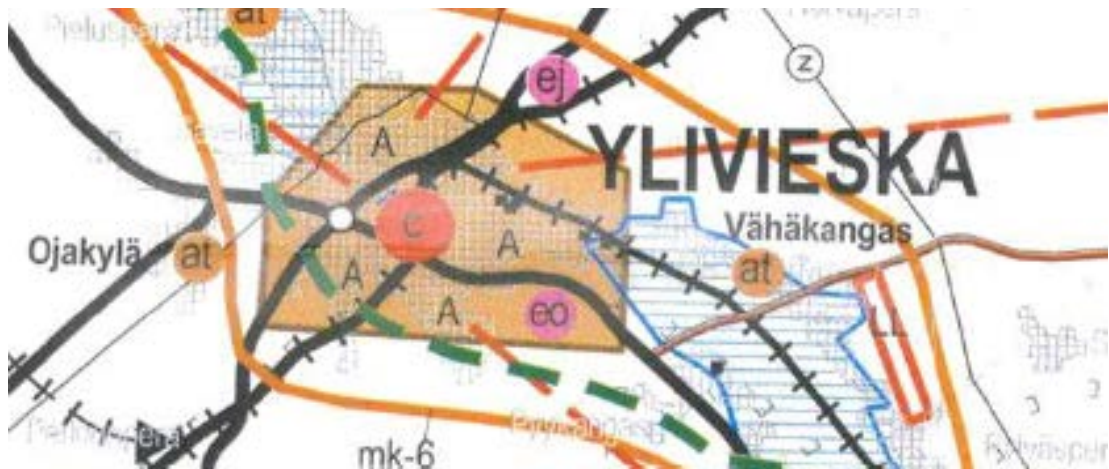 at
ej
z
A
YLIVIESKA
c
Vähäkangas
Ojakylä
at
A
at
A
A
eo
LL
mk-6